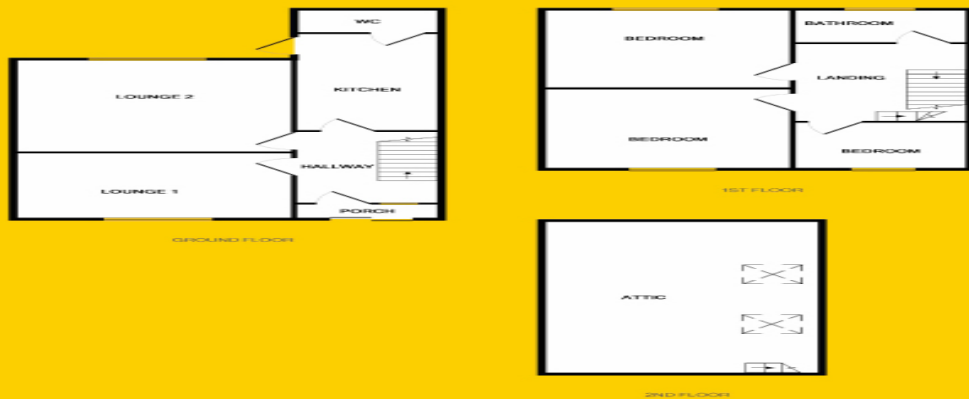 WC
KITCHEN
LOUNGE 2
HALLWAY
LOUNGE 1
PORCH
GROUND FLOOR
BATHROOM
BEDROOM
LANDING
BEDROOM
BEDROOM
1ST FLOOR
ATTIC
2ND FLOOR